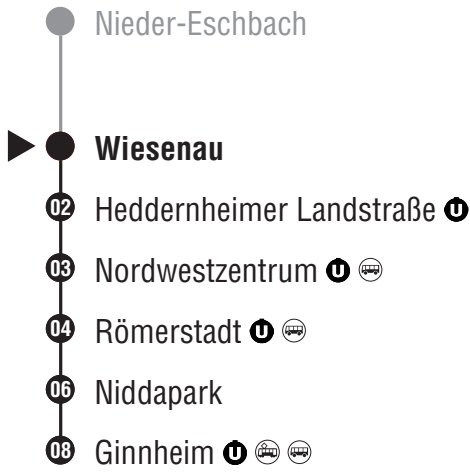 Nieder-Eschbach
Wiesenau
02 Heddernheimer Landstraße U
03 Nordwestzentrum U
04 Römerstadt U
06 Niddapark
08 Ginnheim U